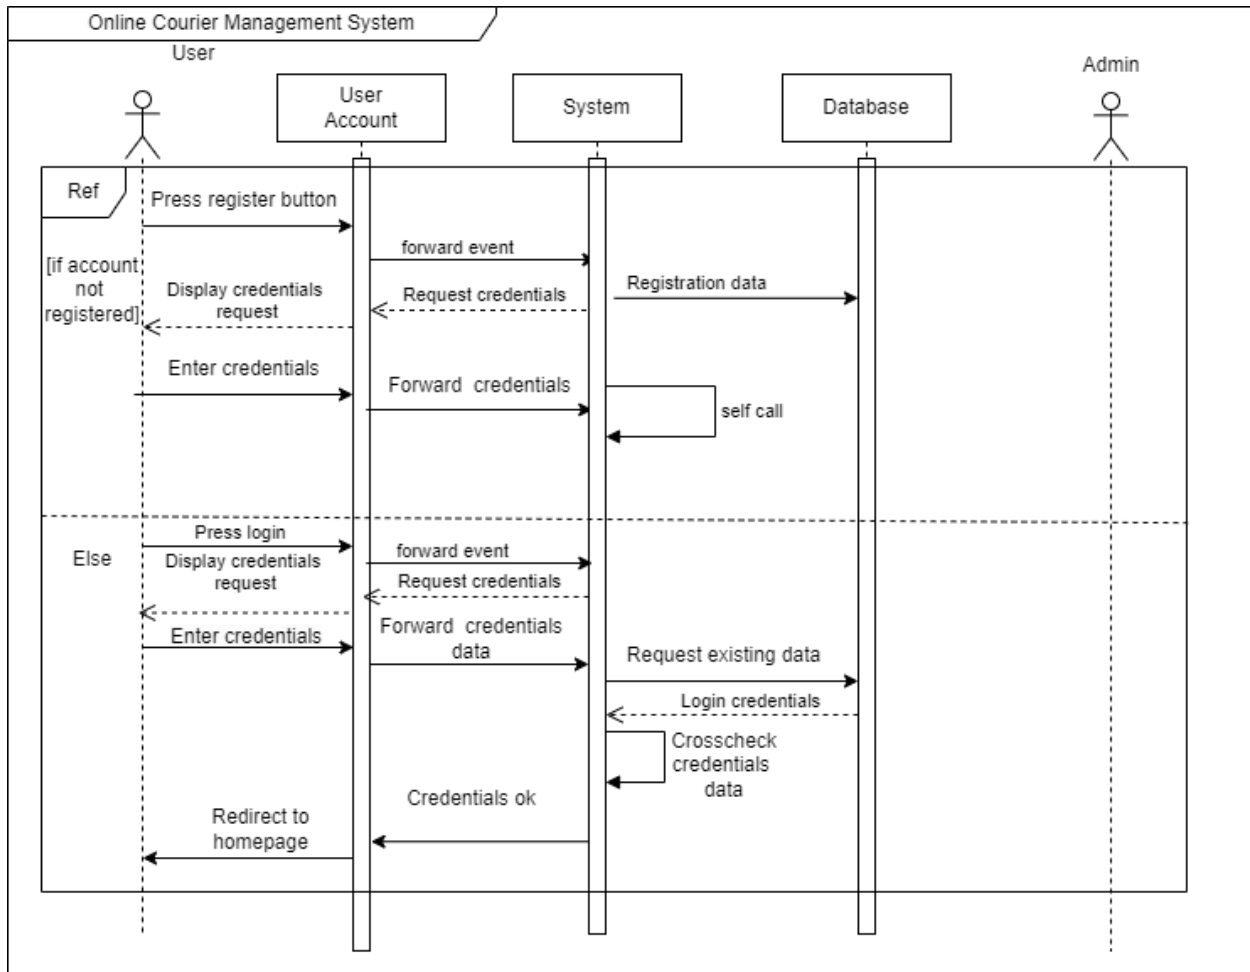 Online Courier Management System
User
Admin
User
Account
System
Database
Ref
Press register button
forward event
[if account
not
registered]
Display credentials
request
Request credentials
Registration data
Enter credentials
Forward credentials
self call
Press login
Else
forward event
Display credentials
request
Request credentials
Enter credentials
Forward credentials
data
Request existing data
Login credentials
Crosscheck
credentials
data
Credentials ok
Redirect to
homepage